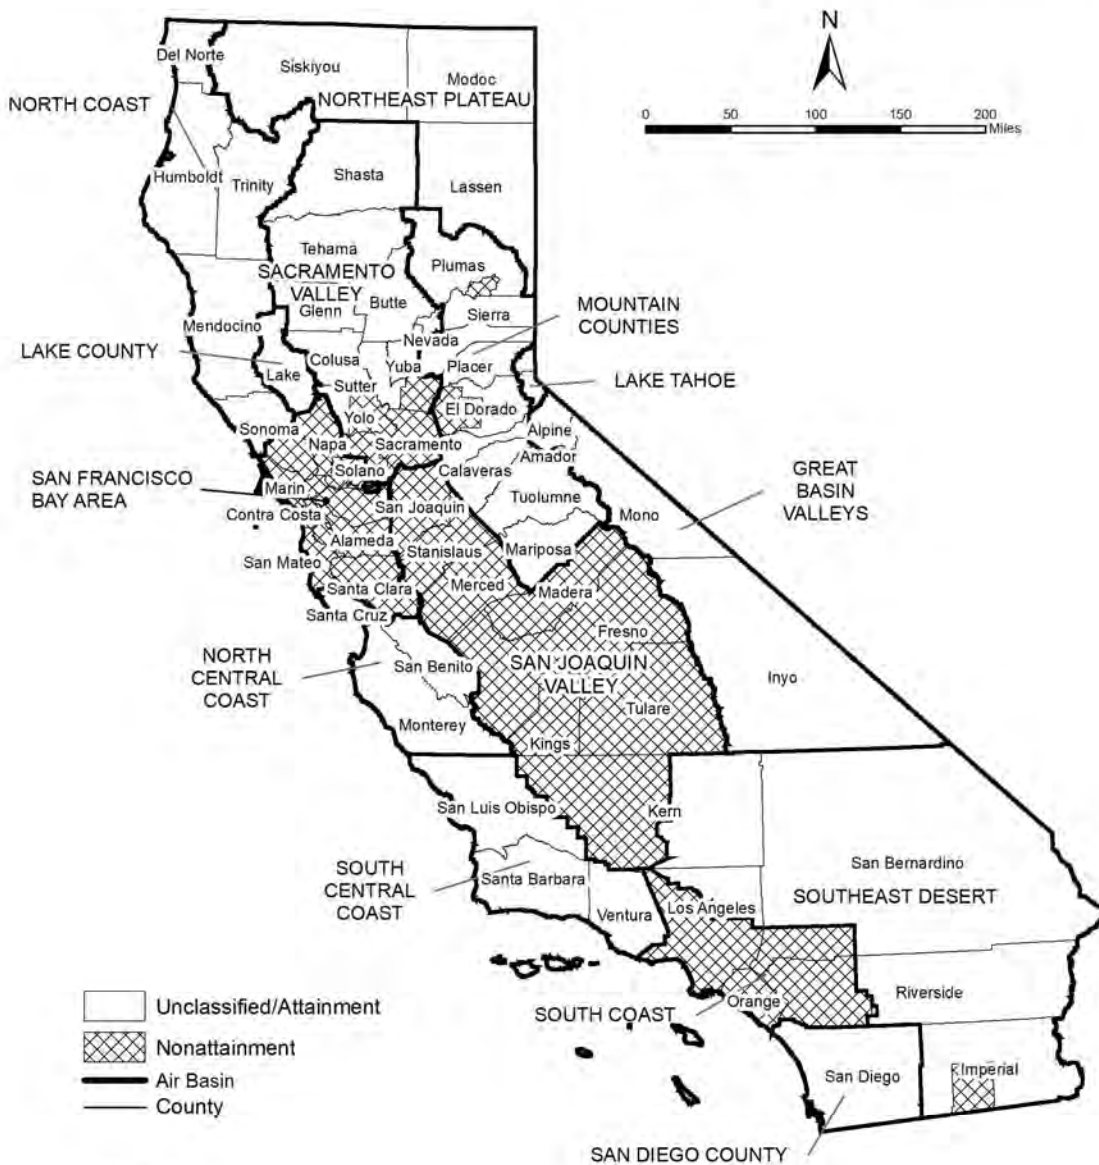 N
0 50 100 150 200
Miles
Del Norte
Siskiyou
Modoc
NORTH COAST
NORTHEAST PLATEAU
Humboldt
Trinity
Shasta
Lassen
Tehama
SACRAMENTO
VALLEY
Plumas
Glenn
Butte
Sierra
MOUNTAIN
COUNTIES
Mendocino
Nevada
LAKE COUNTY
Colusa
Yuba
Placer
Lake
Sutter
LAKE TAHOE
Yolo
El Dorado
Sonoma
Napa
Sacramento
Alpine
Amador
Solano
Calaveras
SAN FRANCISCO
BAY AREA
Marin
GREAT
BASIN
VALLEYS
Tuolumne
San Joaquin
Contra Costa
Mono
Alameda
Stanislaus
Mariposa
San Mateo
Merced
Madera
Santa Clara
Santa Cruz
Fresno
NORTH
CENTRAL
COAST
San Benito
SAN JOAQUIN
VALLEY
Inyo
Tulare
Monterey
Kings
San Luis Obispo
Kern
SOUTH
CENTRAL
COAST
Santa Barbara
San Bernardino
SOUTHEAST DESERT
Ventura
Los Angeles
Riverside
Orange
SOUTH COAST
San Diego
Imperial
SAN DIEGO COUNTY
Unclassified/Attainment
Nonattainment
Air Basin
County